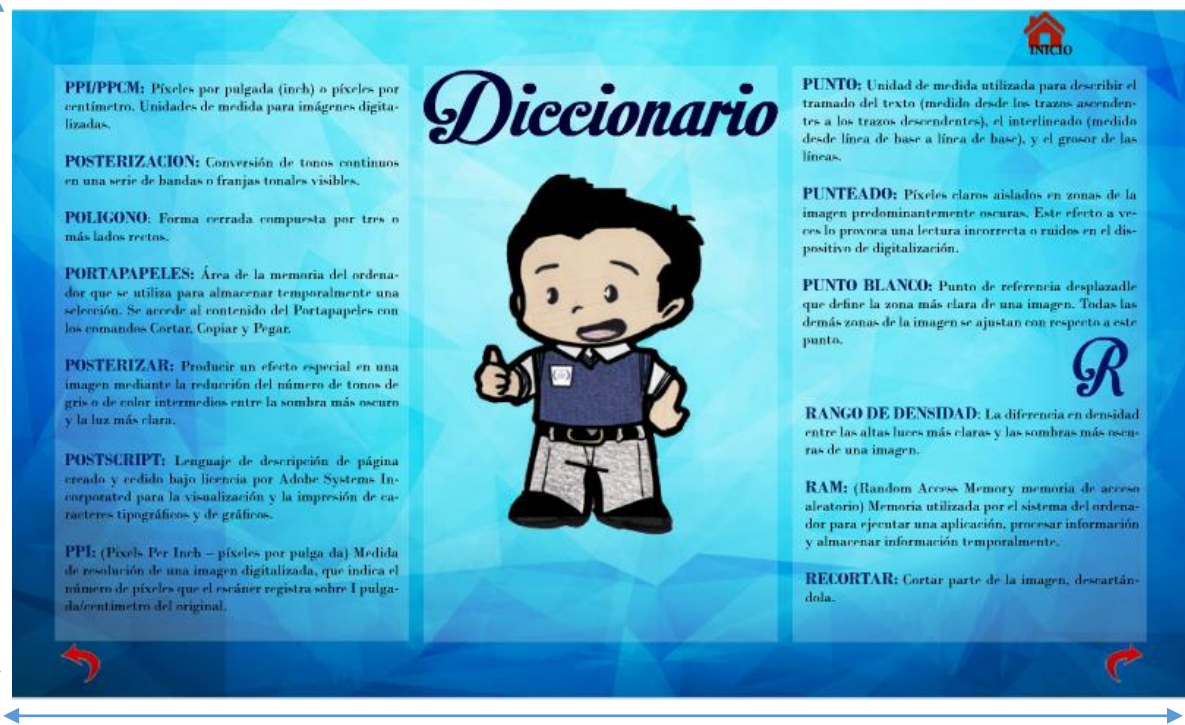 INICIO
PPI/PPCM: Píxeles por pulgada (inch) o píxeles por
centímetro. Unidades de medida para imágenes digita-
lizadas.
POSTERIZACION: Conversión de tonos continuos
en una serie de bandas o franjas tonales visibles.
POLIGONO: Forma cerrada compuesta por tres o
más lados rectos.
PORTAPAPELES: Área de la memoria del ordena-
dor que se utiliza para almacenar temporalmente una
selección. Se accede al contenido del Portapapeles con
los comandos Cortar, Copiar y Pegar.
POSTERIZAR: Producir un efecto especial en una
imagen mediante la reducción del número de tonos de
gris o de color intermedios entre la sombra más oscuro
y la luz más clara.
POSTSCRIPT: Lenguaje de descripción de página
creado y cedido bajo licencia por Adobe Systems In-
corporated para la visualización y la impresión de ca-
racteres tipográficos y de gráficos.
PPI: (Pixels Per Inch – píxeles por pulga da) Medida
de resolución de una imagen digitalizada, que indica el
número de píxeles que el escáner registra sobre I pulga-
da/centímetro del original.
Diccionario
PUNTO: Unidad de medida utilizada para describir el
tramado del texto (medido desde los trazos ascenden-
tes a los trazos descendentes), el interlineado (medido
desde línea de base a línea de base), y el grosor de las
líneas.
PUNTEADO: Píxeles claros aislados en zonas de la
imagen predominantemente oscuras. Este efecto a ve-
ces lo provoca una lectura incorrecta o ruidos en el dis-
positivo de digitalización.
PUNTO BLANCO: Punto de referencia desplazadle
que define la zona más clara de una imagen. Todas las
demás zonas de la imagen se ajustan con respecto a este
punto.
R
RANGO DE DENSIDAD: La diferencia en densidad
entre las altas luces más claras y las sombras más oscu-
ras de una imagen.
RAM: (Random Access Memory memoria de acceso
aleatorio) Memoria utilizada por el sistema del ordena-
dor para ejecutar una aplicación, procesar información
y almacenar información temporalmente.
RECORTAR: Cortar parte de la imagen, descartán-
dola.